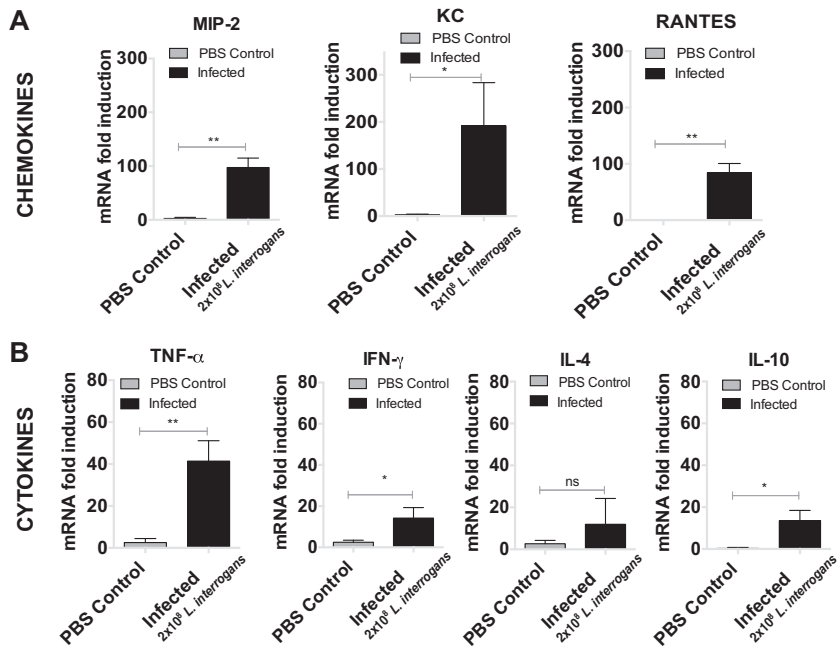 A
CHEMOKINES
MIP-2
PBS Control
Infected
mRNA fold induction
300
200
100
0
**
PBS Control
Infected
2x10⁸ L. interrogans
KC
PBS Control
Infected
mRNA fold induction
300
200
100
0
*
PBS Control
Infected
2x10⁸ L. interrogans
RANTES
PBS Control
Infected
mRNA fold induction
300
200
100
0
**
PBS Control
Infected
2x10⁸ L. interrogans
B
CYTOKINES
TNF-α
PBS Control
Infected
mRNA fold induction
80
60
40
20
0
**
PBS Control
Infected
2x10⁸ L. interrogans
IFN-γ
PBS Control
Infected
mRNA fold induction
80
60
40
20
0
*
PBS Control
Infected
2x10⁸ L. interrogans
IL-4
PBS Control
Infected
mRNA fold induction
80
60
40
20
0
ns
PBS Control
Infected
2x10⁸ L. interrogans
IL-10
PBS Control
Infected
mRNA fold induction
80
60
40
20
0
*
PBS Control
Infected
2x10⁸ L. interrogans